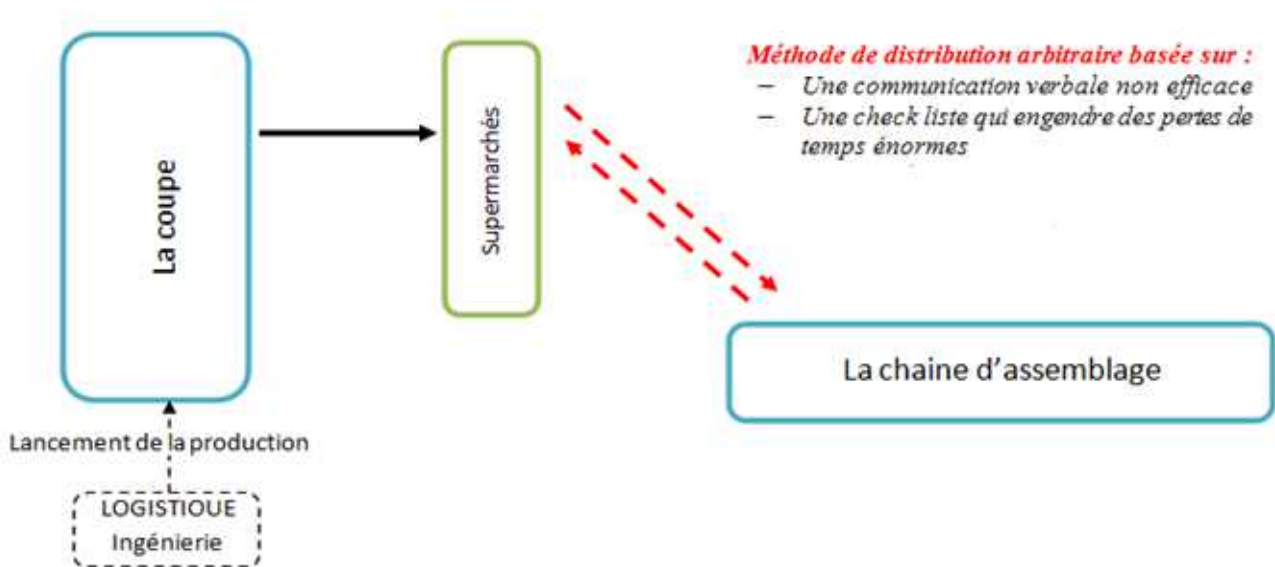 Méthode de distribution arbitraire basée sur :
– Une communication verbale non efficace
– Une check liste qui engendre des pertes de
temps énormes
La coupe
Supermarchés
La chaine d'assemblage
Lancement de la production
LOGISTIQUE
Ingénierie